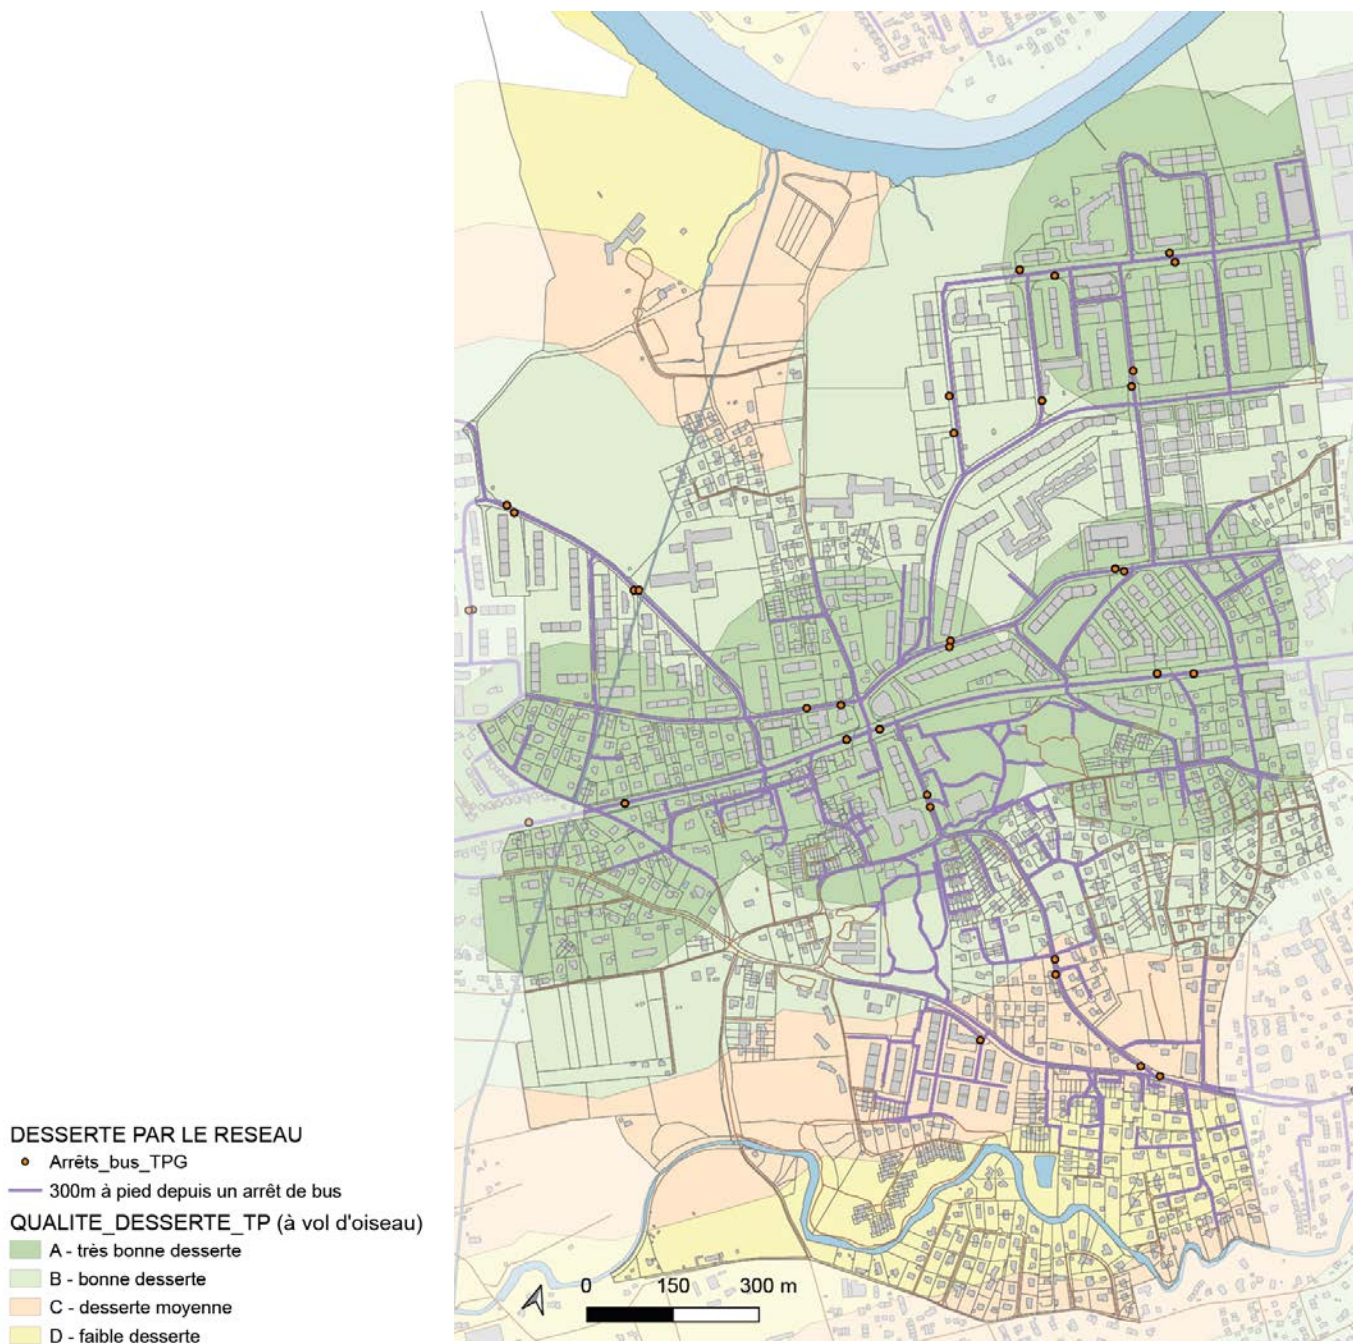 DESSERTE PAR LE RESEAU
Arrêts_bus_TPG
300m à pied depuis un arrêt de bus
QUALITE_DESSERTE_TP (à vol d'oiseau)
A - très bonne desserte
B - bonne desserte
C - desserte moyenne
D - faible desserte
0 150 300 m